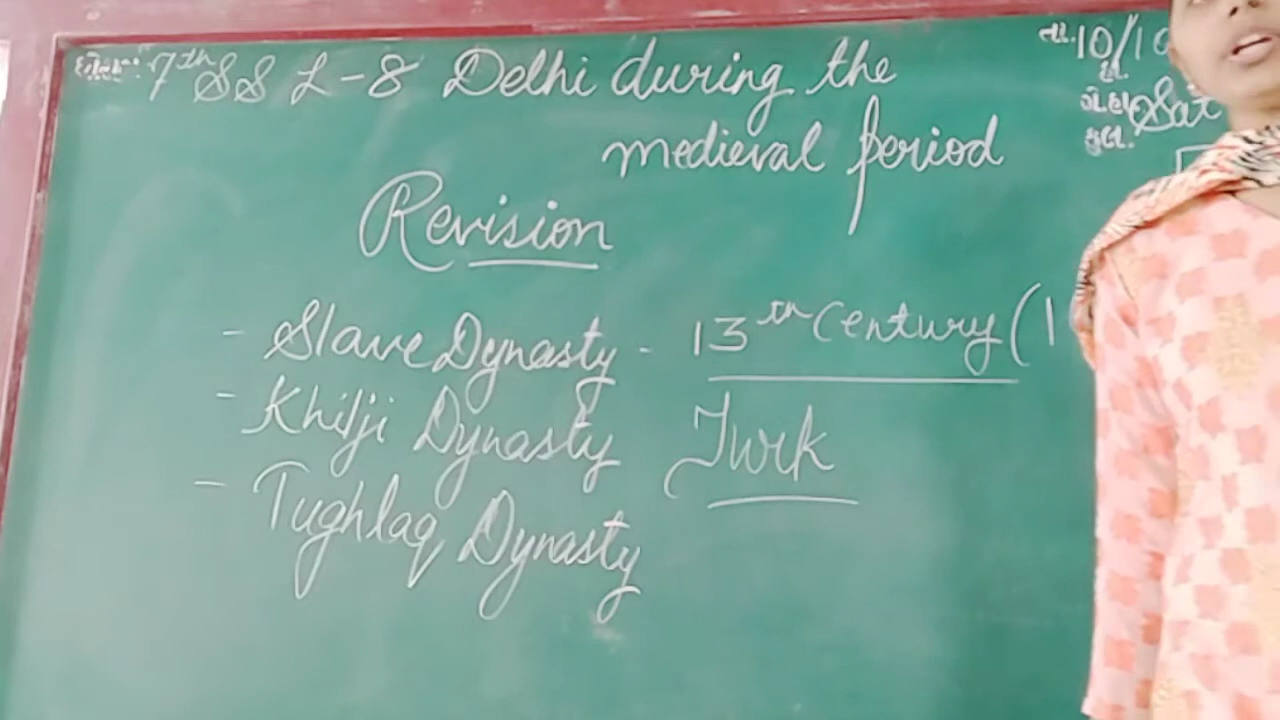 7th SS L-8 Delhi during the
medieval period
તા. 10/10
Sat
Revision
- Slave Dynasty - 13th Century (1
- Khilji Dynasty Turk
- Tughlaq Dynasty